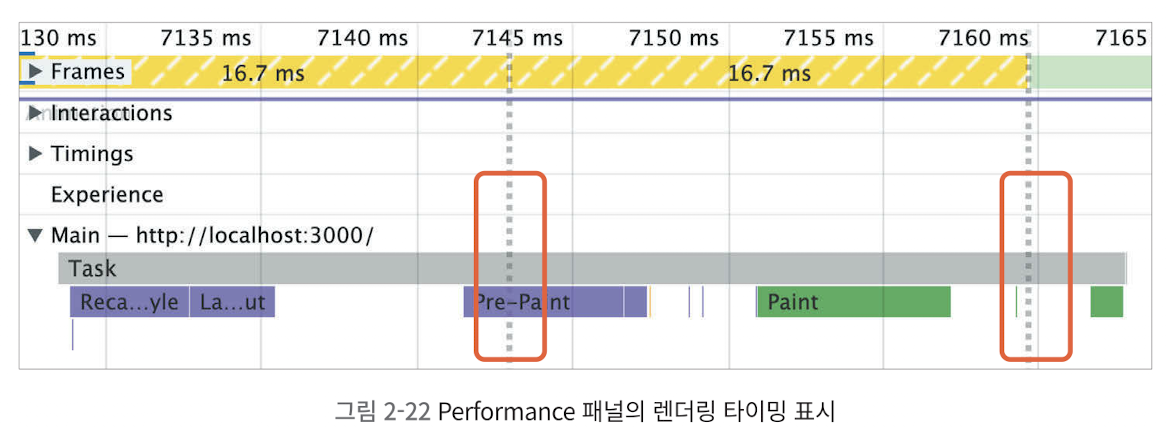 130 ms 7135 ms 7140 ms 7145 ms 7150 ms 7155 ms 7160 ms 7165
Frames 16.7 ms 16.7 ms
Interactions
Timings
Experience
Main — http://localhost:3000/
Task
Reca...yle La...ut Pre-Paint Paint
그림 2-22 Performance 패널의 렌더링 타이밍 표시